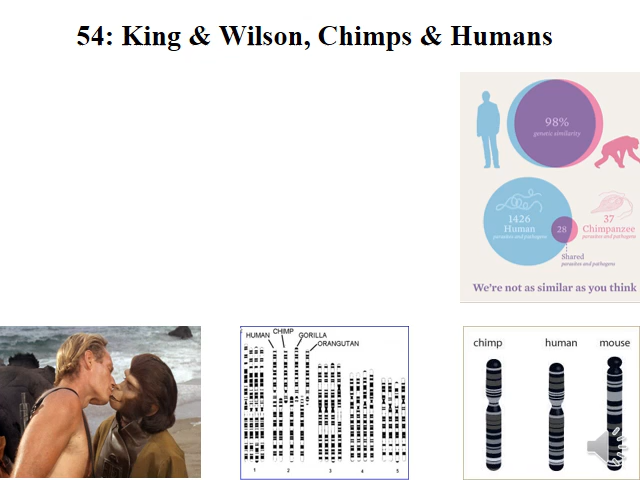 54: King & Wilson, Chimps & Humans
98%
genetic similarity
1426
Human
parasites and pathogens
28
37
Chimpanzee
parasites and pathogens
Shared
parasites and pathogens
We're not as similar as you think
HUMAN
CHIMP
GORILLA
ORANGUTAN
1
2
3
4
5
chimp
human
mouse